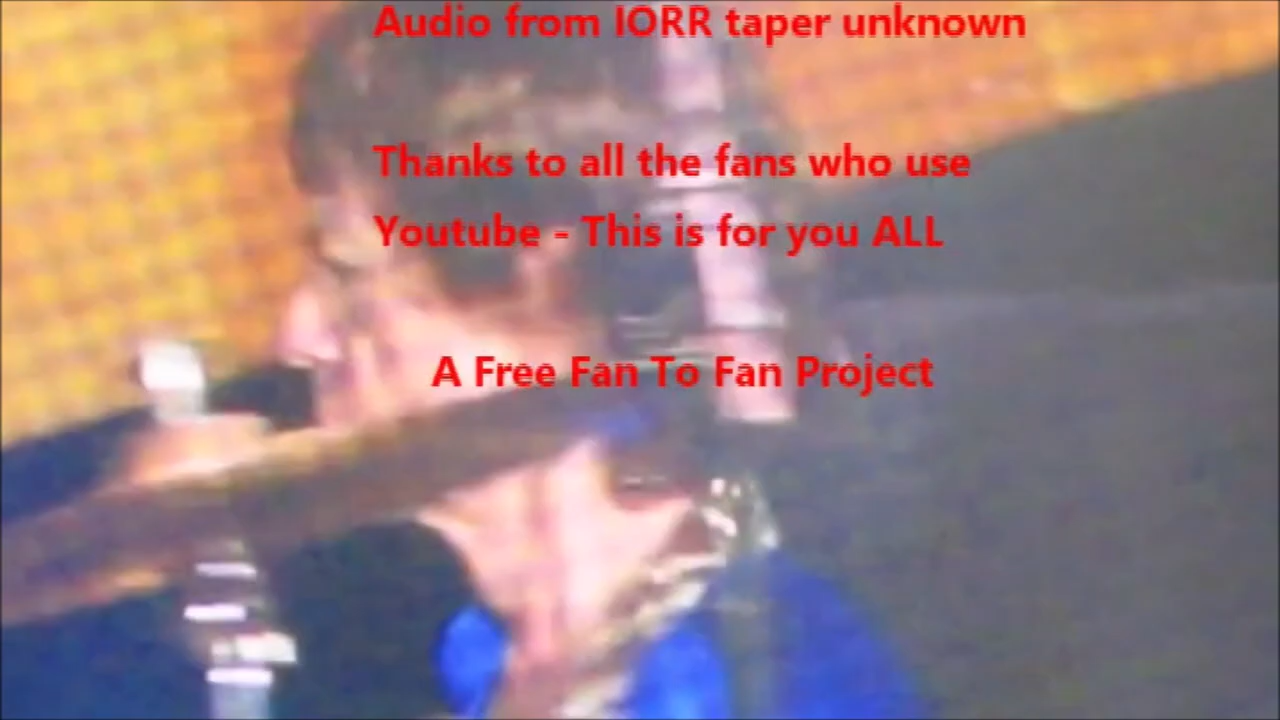 Audio from IORR taper unknown
Thanks to all the fans who use
Youtube - This is for you ALL
A Free Fan To Fan Project